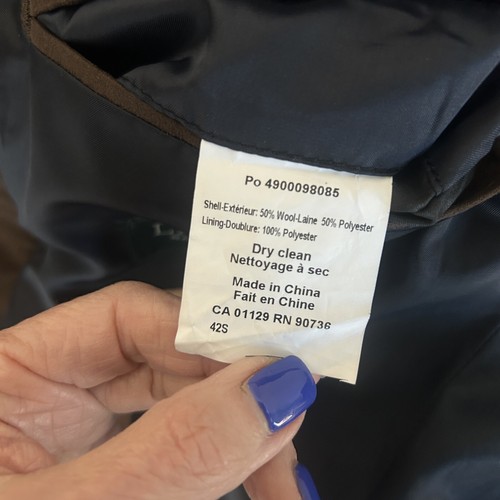 Po 4900098085
Shell-Extérieur: 50% Wool-Laine 50% Polyester
Lining-Doublure: 100% Polyester
Dry clean
Nettoyage à sec
Made in China
Fait en Chine
CA 01129 RN 90736
42S